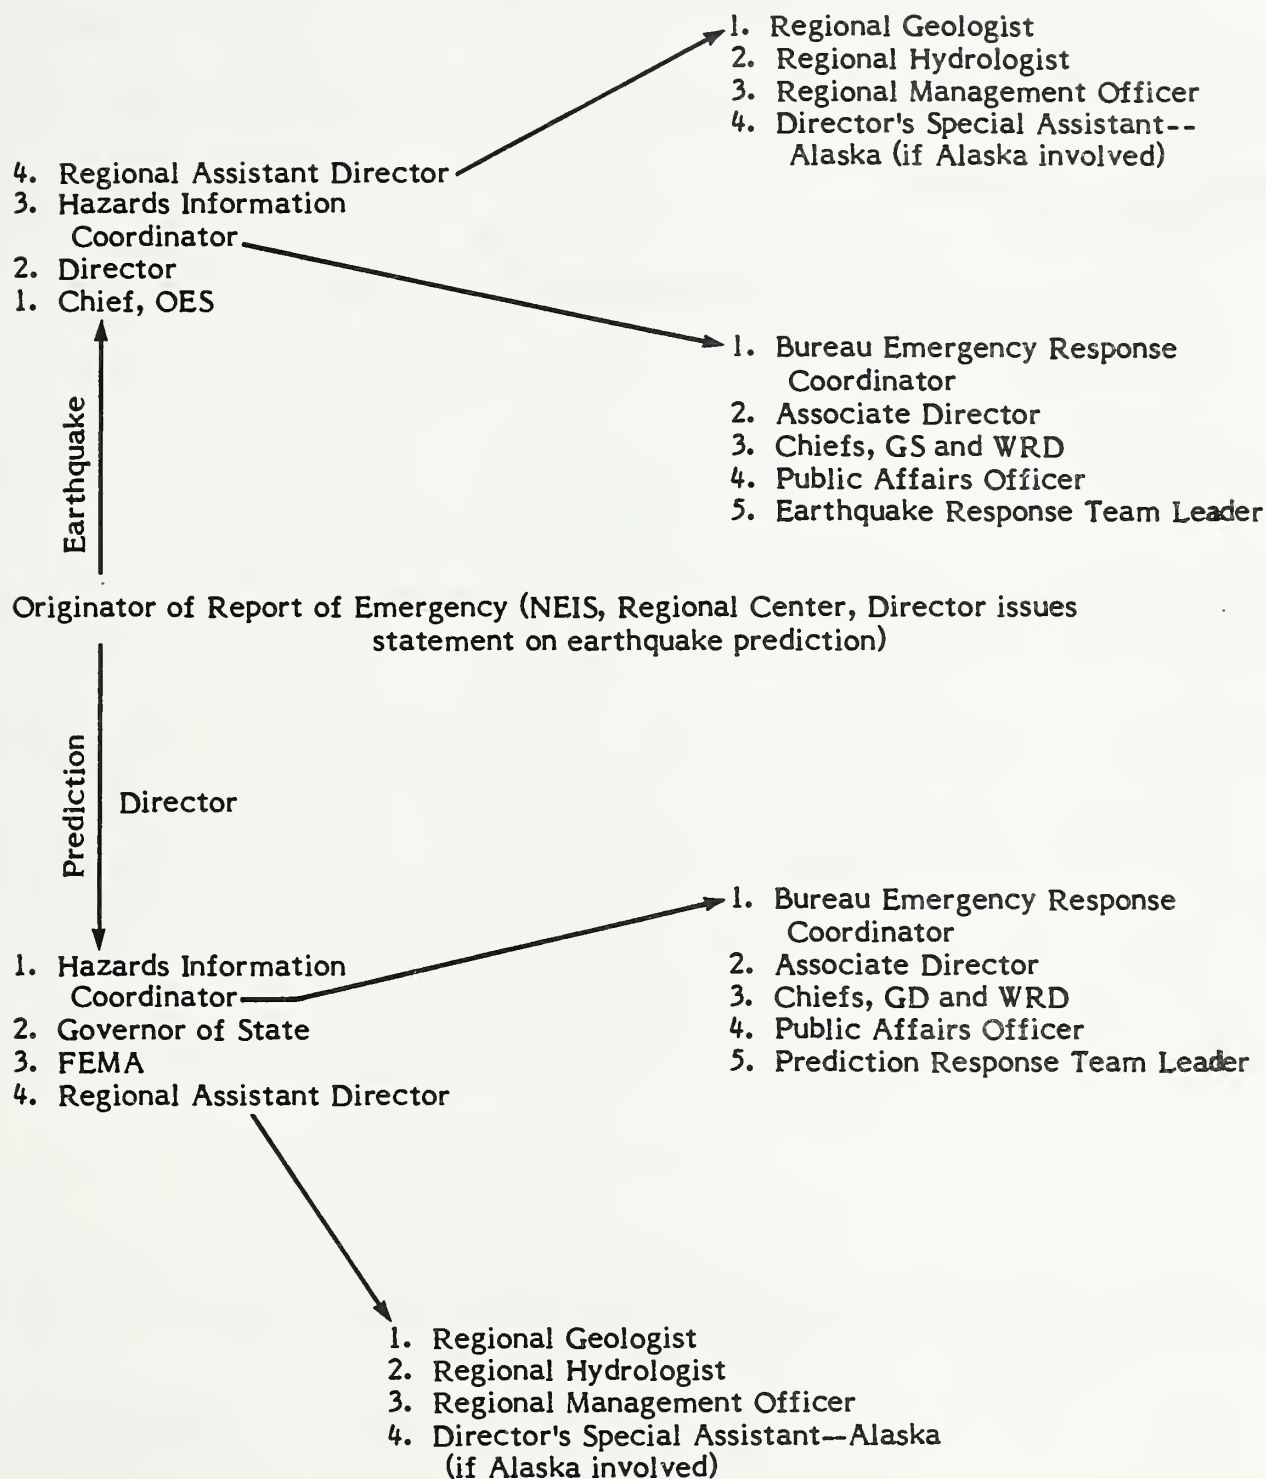 1. Regional Geologist
2. Regional Hydrologist
3. Regional Management Officer
4. Director's Special Assistant--
Alaska (if Alaska involved)
4. Regional Assistant Director
3. Hazards Information
Coordinator
2. Director
1. Chief, OES
1. Bureau Emergency Response
Coordinator
2. Associate Director
3. Chiefs, GS and WRD
4. Public Affairs Officer
5. Earthquake Response Team Leader
Earthquake
Originator of Report of Emergency (NEIS, Regional Center, Director issues
statement on earthquake prediction)
Prediction
Director
1. Hazards Information
Coordinator
2. Governor of State
3. FEMA
4. Regional Assistant Director
1. Bureau Emergency Response
Coordinator
2. Associate Director
3. Chiefs, GD and WRD
4. Public Affairs Officer
5. Prediction Response Team Leader
1. Regional Geologist
2. Regional Hydrologist
3. Regional Management Officer
4. Director's Special Assistant—Alaska
(if Alaska involved)